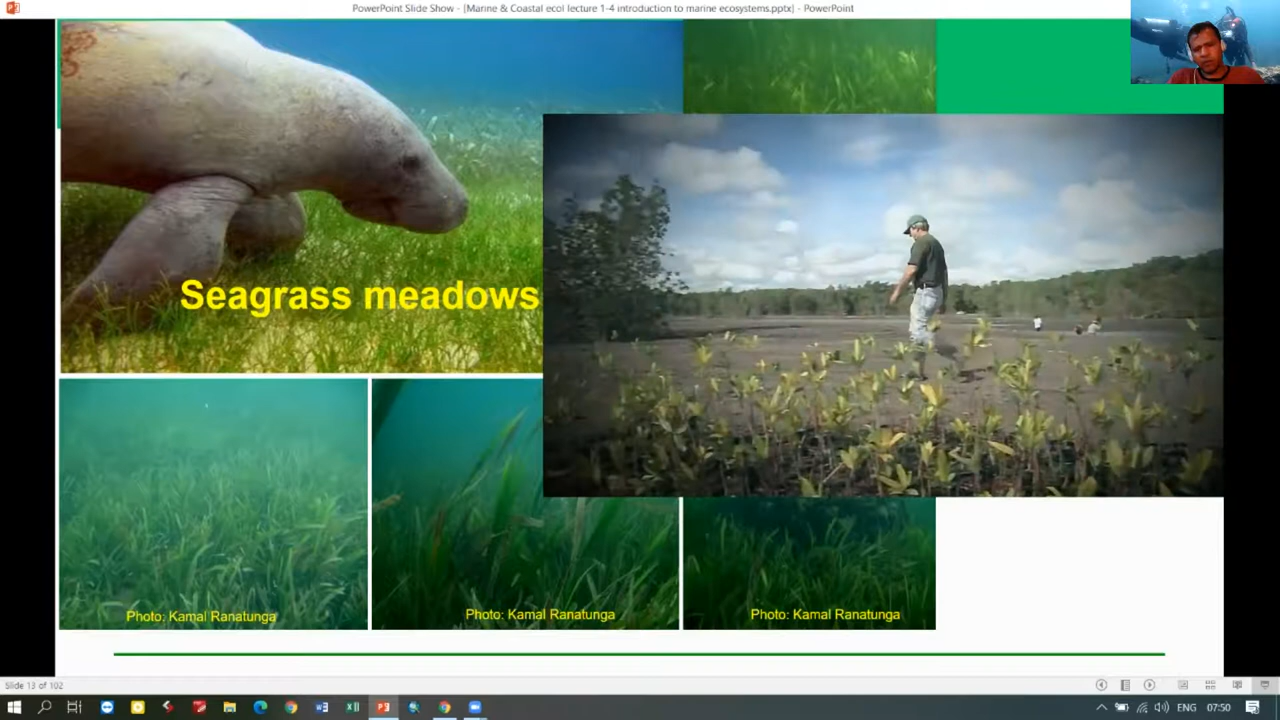 PowerPoint Slide Show - [Marine & Coastal ecol lecture 1-4 introduction to marine ecosystems.pptx] - PowerPoint
Seagrass meadows
Photo: Kamal Ranatunga
Photo: Kamal Ranatunga
Photo: Kamal Ranatunga
Slide 13 of 102
ENG
07:50